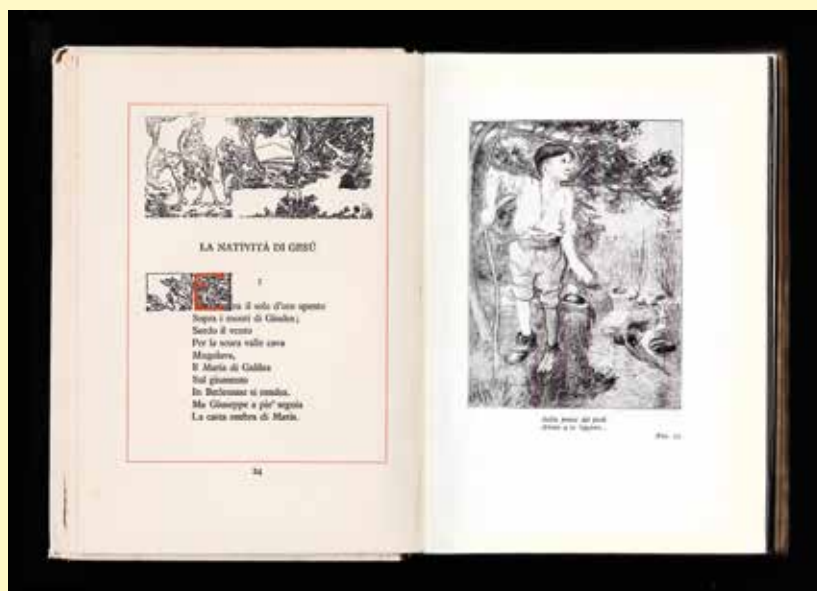 LA NATIVITÀ DI GESÙ
I
il sole d'oro spento
Sopra i monti di Giudea;
Sordo il vento
Per la scura valle cava
Mugolava,
E Maria di Galilea
Sul giumento
In Betlemme si rendea.
Ma Giuseppe a pie' seguia
La casta ombra di Maria.
24